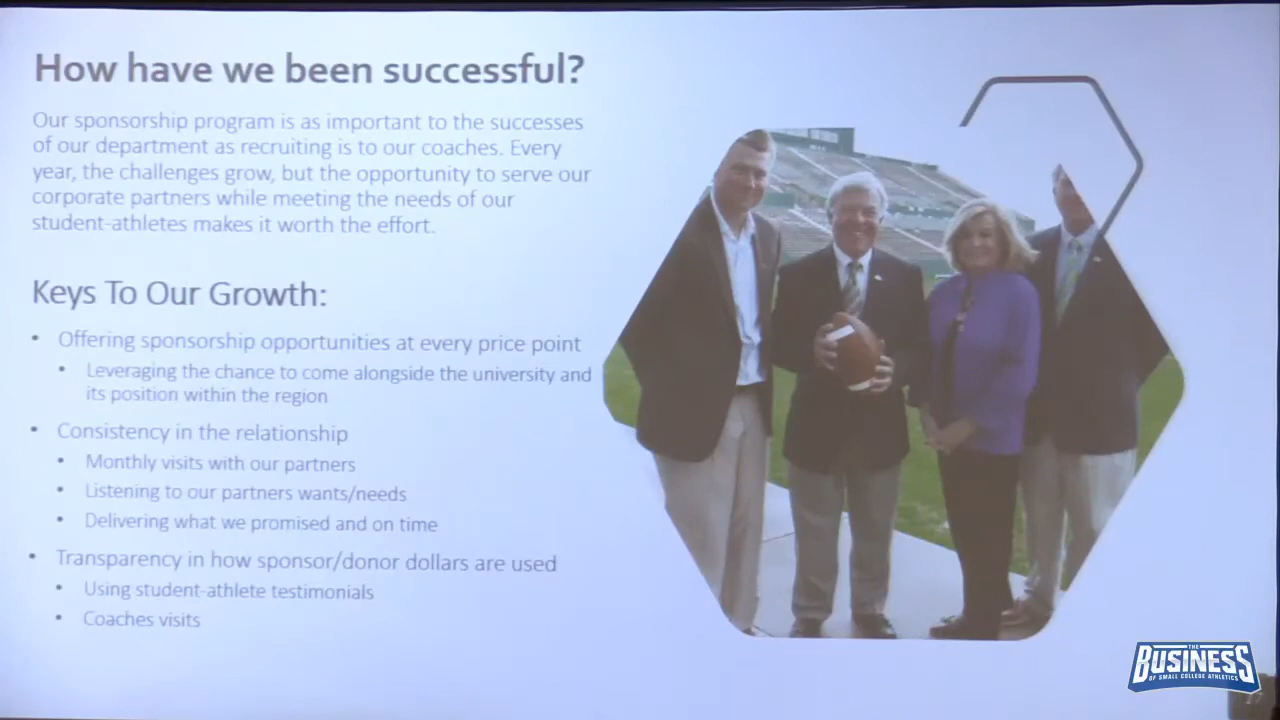 How have we been successful?
Our sponsorship program is as important to the successes
of our department as recruiting is to our coaches. Every
year, the challenges grow, but the opportunity to serve our
corporate partners while meeting the needs of our
student-athletes makes it worth the effort.
Keys To Our Growth:
• Offering sponsorship opportunities at every price point
• Leveraging the chance to come alongside the university and
its position within the region
• Consistency in the relationship
• Monthly visits with our partners
• Listening to our partners wants/needs
• Delivering what we promised and on time
• Transparency in how sponsor/donor dollars are used
• Using student-athlete testimonials
• Coaches visits
THE
BUSINESS
OF SMALL COLLEGE ATHLETICS